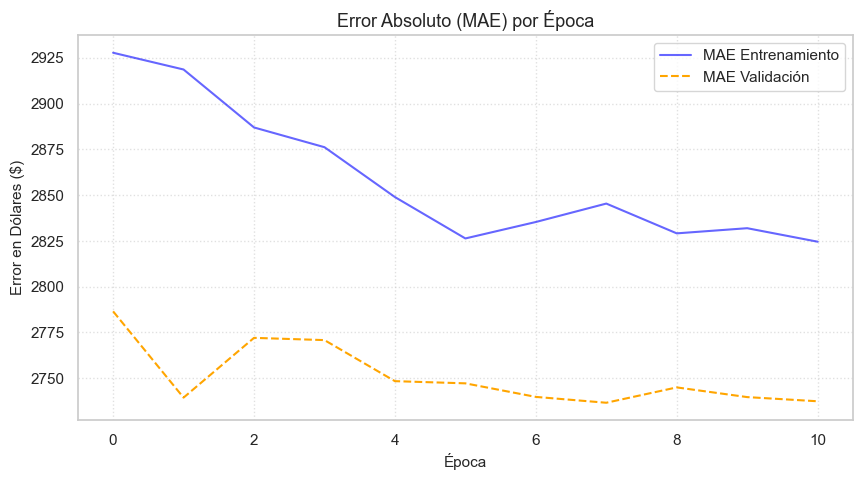 Error Absoluto (MAE) por Época
MAE Entrenamiento
MAE Validación
Error en Dólares ($)
2925
2900
2875
2850
2825
2800
2775
2750
0 2 4 6 8 10
Época